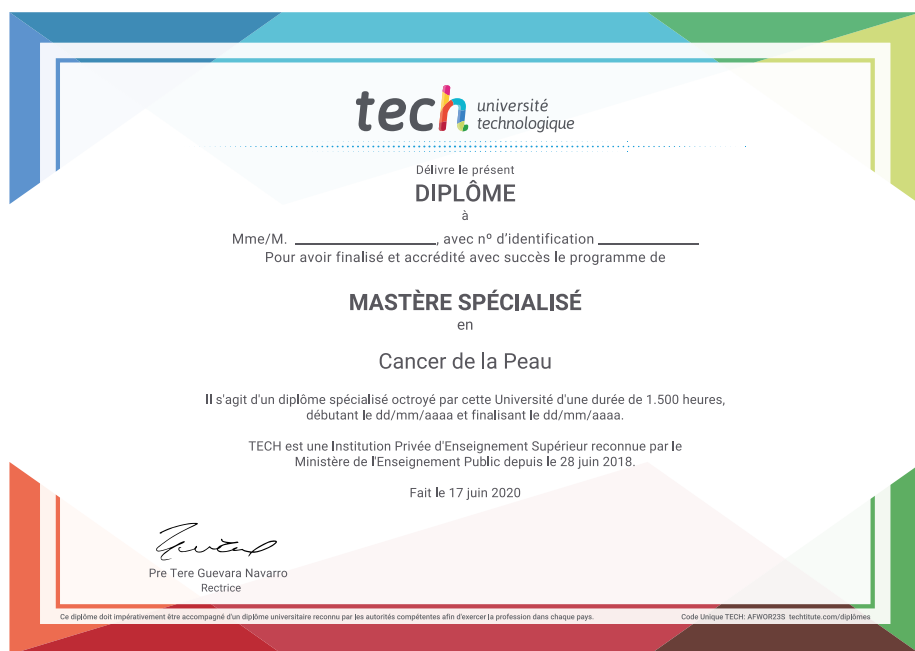 tech université
technologique
Délivre le présent
DIPLÔME
à
Mme/M. ____________________, avec nº d'identification ______________
Pour avoir finalisé et accrédité avec succès le programme de
MASTÈRE SPÉCIALISÉ
en
Cancer de la Peau
Il s'agit d'un diplôme spécialisé octroyé par cette Université d'une durée de 1.500 heures,
débutant le dd/mm/aaaa et finalisant le dd/mm/aaaa.
TECH est une Institution Privée d'Enseignement Supérieur reconnue par le
Ministère de l'Enseignement Public depuis le 28 juin 2018.
Fait le 17 juin 2020
Pre Tere Guevara Navarro
Rectrice
Ce diplôme doit impérativement être accompagné d'un diplôme universitaire reconnu par les autorités compétentes afin d'exercer la profession dans chaque pays.
Code Unique TECH: AFWOR23S techtitute.com/diplômes